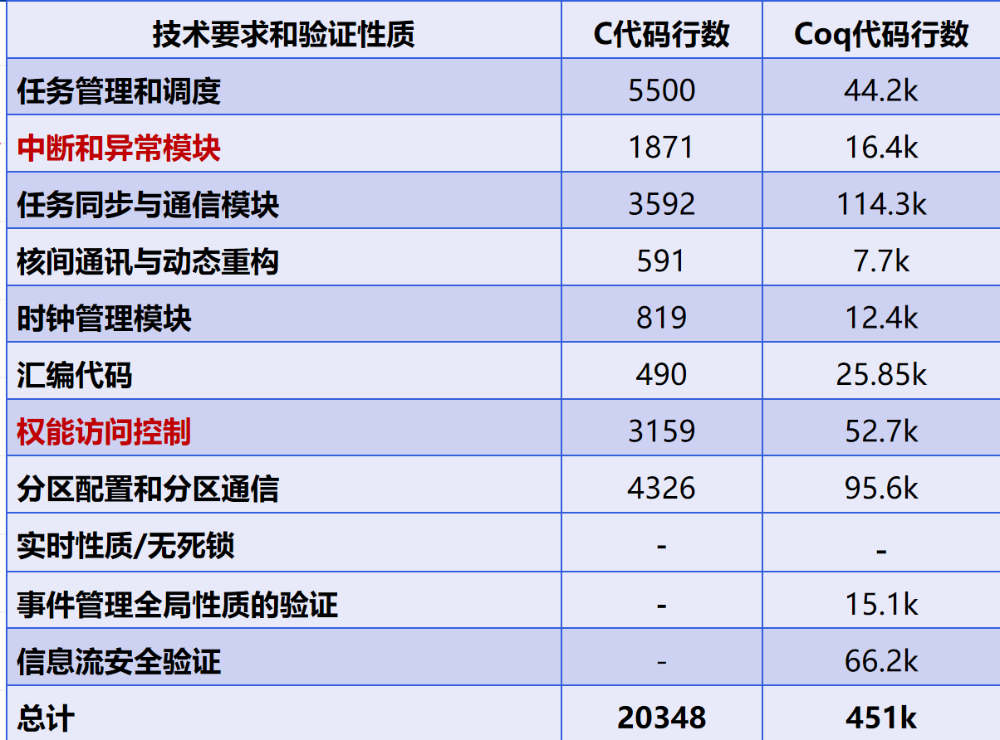 技术要求和验证性质 C代码行数 Coq代码行数
任务管理和调度 5500 44.2k
中断和异常模块 1871 16.4k
任务同步与通信模块 3592 114.3k
核间通讯与动态重构 591 7.7k
时钟管理模块 819 12.4k
汇编代码 490 25.85k
权能访问控制 3159 52.7k
分区配置和分区通信 4326 95.6k
实时性质/无死锁 - -
事件管理全局性质的验证 - 15.1k
信息流安全验证 - 66.2k
总计 20348 451k